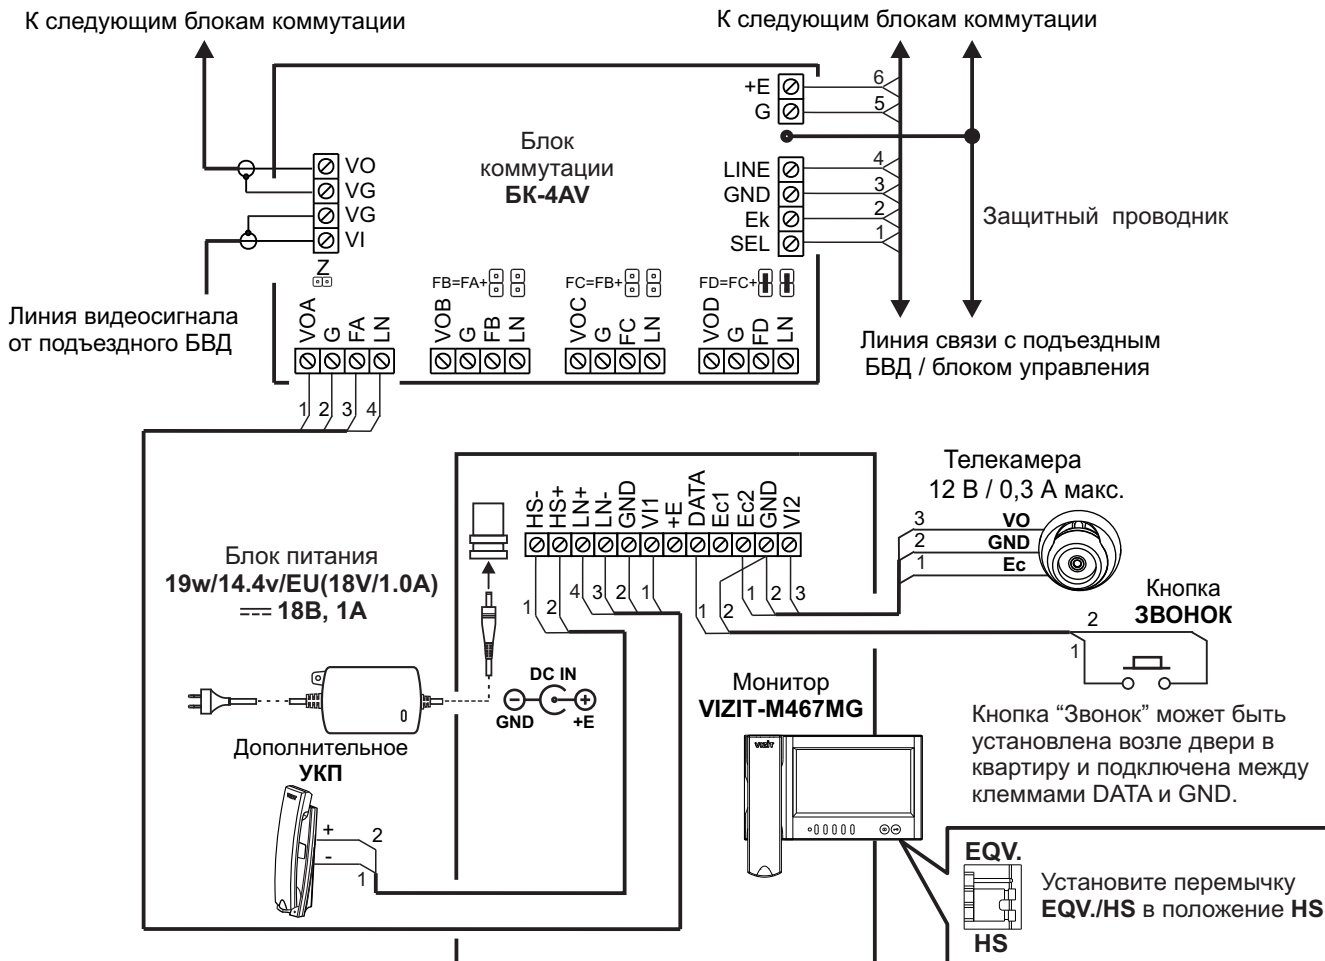 К следующим блокам коммутации
К следующим блокам коммутации
Блок
коммутации
БК-4AV
VO
VG
VG
VI
Z
+E
G
LINE
GND
Ek
SEL
6
5
4
3
2
1
Защитный проводник
Линия видеосигнала
от подъездного БВД
Линия связи с подъездным
БВД / блоком управления
FB=FA+
FC=FB+
FD=FC+
VOA
G
FA
LN
VOB
G
FB
LN
VOC
G
FC
LN
VOD
G
FD
LN
1 2 3 4
HS-
HS+
LN+
LN-
GND
VI1
+E
DATA
Ec1
Ec2
GND
VI2
1 2 4 3 2 1
1 2 1 2 3
Телекамера
12 В / 0,3 А макс.
3 VO
2 GND
1 Ec
Блок питания
19w/14.4v/EU(18V/1.0A)
18В, 1А
DC IN
GND
+E
Кнопка
ЗВОНОК
2
1
Монитор
VIZIT-M467MG
VIZIT
Кнопка “Звонок” может быть
установлена возле двери в
квартиру и подключена между
клеммами DATA и GND.
Дополнительное
УКП
+ 2
- 1
EQV.
HS
Установите перемычку
EQV./HS в положение HS